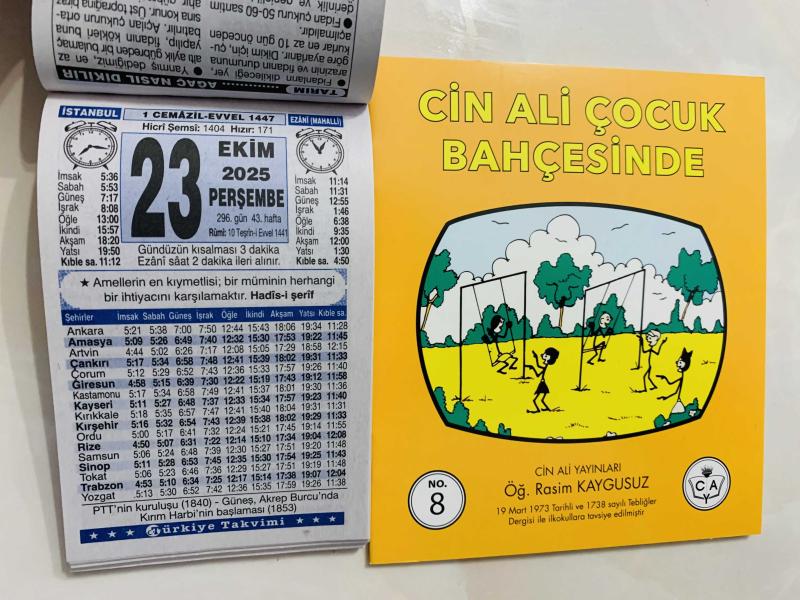 TARIM ........ AĞAÇ NASIL DİKİLİR
İSTANBUL
1 CEMÂZİL-EVVEL 1447
EZÂNÎ (MAHALLÎ)
Hicrî Şemsi: 1404 Hızır: 171
23
EKİM
2025
PERŞEMBE
296. gün 43. hafta
Rûmî: 10 Teşrîn-i Evvel 1441
İmsak 5:36
Sabah 5:53
Güneş 7:17
İşrak 8:08
Öğle 13:00
İkindi 15:57
Akşam 18:20
Yatsı 19:50
Kıble sa. 11:12
İmsak 11:14
Sabah 11:31
Güneş 12:55
İşrak 1:46
Öğle 6:38
İkindi 9:35
Akşam 12:00
Yatsı 1:30
Kıble sa. 4:50
Gündüzün kısalması 3 dakika
Ezânî sâat 2 dakika ileri alınır.
★ Amellerin en kıymetlisi; bir müminin herhangi
bir ihtiyacını karşılamaktır. Hadîs-i şerîf
Şehirler İmsak Sabah Güneş İşrak Öğle İkindi Akşam Yatsı Kıble sa.
Ankara 5:21 5:38 7:00 7:50 12:44 15:43 18:06 19:34 11:28
Amasya 5:09 5:26 6:49 7:40 12:32 15:30 17:53 19:22 11:45
Artvin 4:44 5:02 6:26 7:17 12:08 15:05 17:29 18:58 12:15
Çankırı 5:17 5:34 6:58 7:48 12:41 15:39 18:02 19:31 11:33
Çorum 5:12 5:29 6:52 7:43 12:36 15:33 17:57 19:26 11:40
Giresun 4:58 5:15 6:39 7:30 12:22 15:19 17:43 19:12 11:58
Kastamonu 5:17 5:34 6:58 7:49 12:41 15:37 18:01 19:30 11:36
Kayseri 5:11 5:27 6:48 7:37 12:33 15:34 17:57 19:23 11:40
Kırıkkale 5:18 5:35 6:57 7:47 12:41 15:40 18:04 19:31 11:31
Kırşehir 5:16 5:32 6:54 7:43 12:39 15:38 18:02 19:29 11:33
Ordu 5:00 5:17 6:41 7:32 12:24 15:21 17:45 19:14 11:55
Rize 4:50 5:07 6:31 7:22 12:14 15:10 17:34 19:04 12:08
Samsun 5:06 5:24 6:48 7:39 12:30 15:27 17:51 19:20 11:48
Sinop 5:11 5:28 6:53 7:45 12:35 15:30 17:54 19:25 11:43
Tokat 5:06 5:23 6:46 7:36 12:29 15:27 17:51 19:19 11:48
Trabzon 4:53 5:10 6:34 7:25 12:17 15:14 17:38 19:07 12:04
Yozgat 5:13 5:30 6:52 7:42 12:36 15:35 17:59 19:27 11:38
PTT'nin kuruluşu (1840) - Güneş, Akrep Burcu'nda
Kırım Harbi'nin başlaması (1853)
Türkiye Takvimi
CİN ALİ ÇOCUK
BAHÇESİNDE
CİN ALİ YAYINLARI
Öğ. Rasim KAYGUSUZ
19 Mart 1973 Tarihli ve 1738 sayılı Tebliğler
Dergisi ile ilkokullara tavsiye edilmiştir
NO.
8
C A